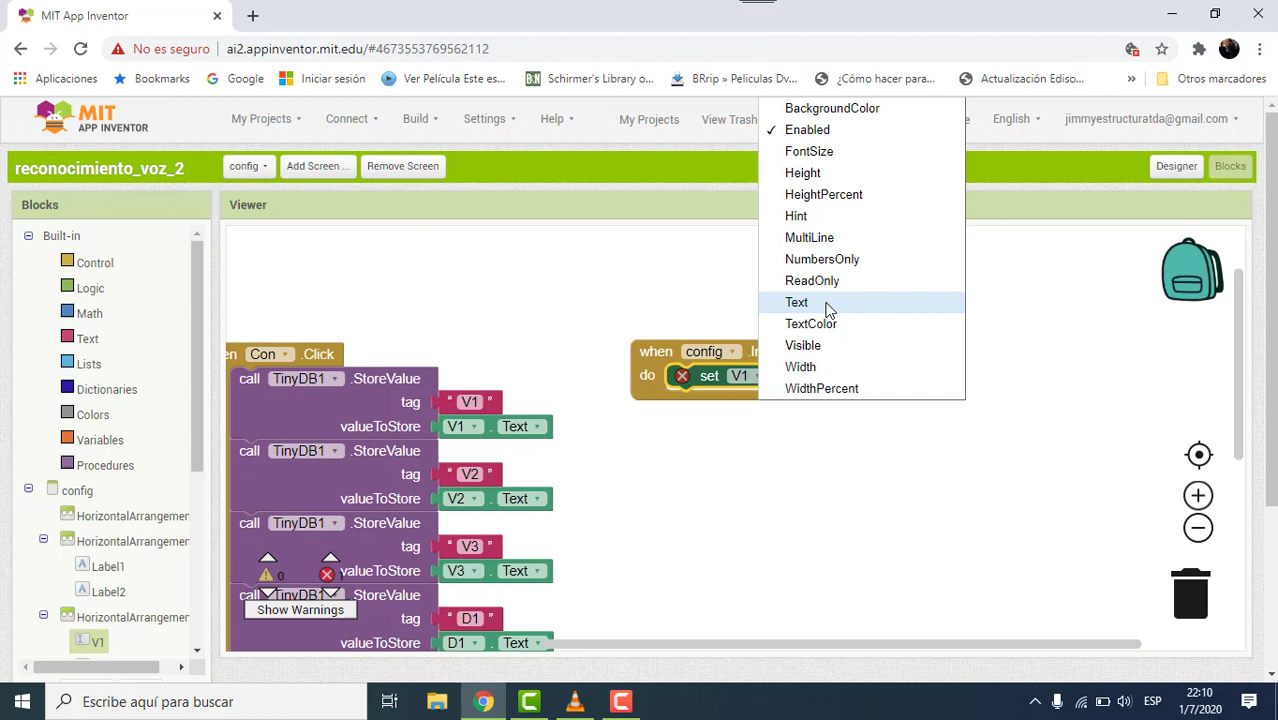 MIT App Inventor
No es seguro
ai2.appinventor.mit.edu/#4673553769562112
Aplicaciones
Bookmarks
Google
Iniciar sesión
Ver Película Este es...
Schirmer's Library o...
BRrip » Peliculas Dv...
¿Cómo hacer para...
Actualización Ediso...
»
Otros marcadores
MIT
APP INVENTOR
My Projects
Connect
Build
Settings
Help
My Projects
View Trash
English
jimmyestructuratda@gmail.com
reconocimiento_voz_2
config
Add Screen ...
Remove Screen
Designer
Blocks
Blocks
Viewer
Built-in
Control
Logic
Math
Text
Lists
Dictionaries
Colors
Variables
Procedures
config
HorizontalArrangemen
HorizontalArrangemen
Label1
Label2
HorizontalArrangemen
V1
Con .Click
call TinyDB1 .StoreValue
tag " V1 "
valueToStore V1 . Text
call TinyDB1 .StoreValue
tag " V2 "
valueToStore V2 . Text
call TinyDB1 .StoreValue
tag " V3 "
valueToStore V3 . Text
call TinyDB1 .StoreValue
tag " D1 "
valueToStore D1 . Text
0
1
Show Warnings
when config .In
do set V1
BackgroundColor
✓ Enabled
FontSize
Height
HeightPercent
Hint
MultiLine
NumbersOnly
ReadOnly
Text
TextColor
Visible
Width
WidthPercent
Escribe aquí para buscar
ESP
22:10
1/7/2020